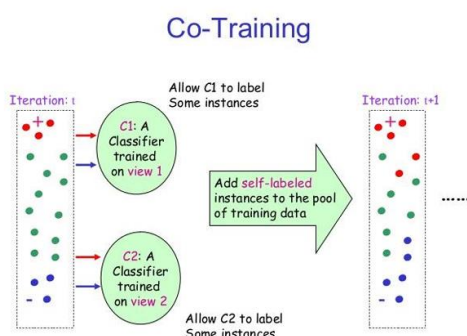 Co-Training
Allow C1 to label
Some instances
Iteration: t
+
C1: A
Classifier
trained
on view 1
Add self-labeled
instances to the pool
of training data
C2: A
Classifier
trained
on view 2
-
Allow C2 to label
Some instances
Iteration: t+1
+
-
......